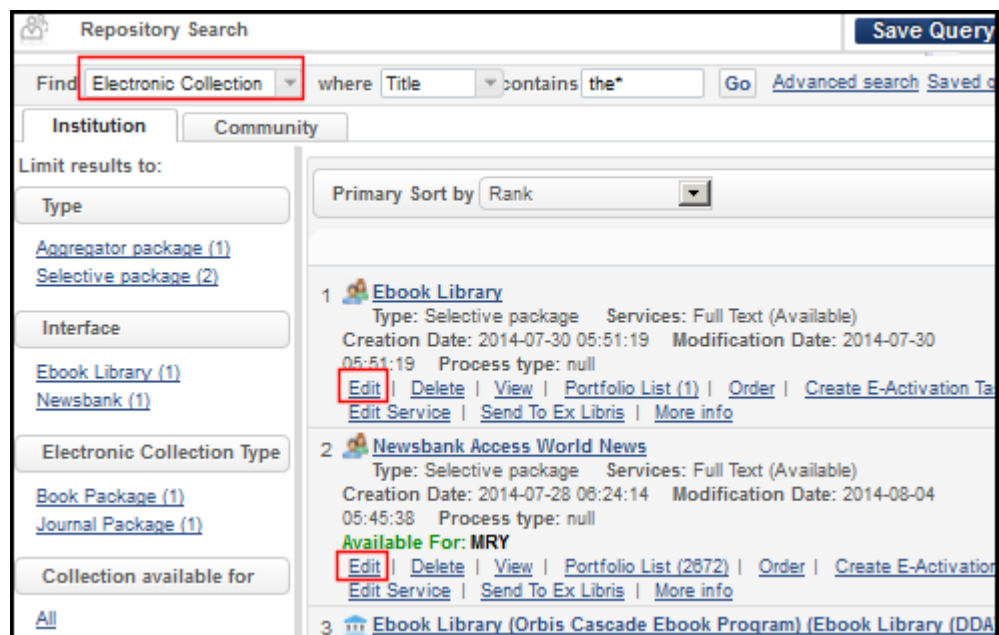 Repository Search
Save Query
Find Electronic Collection where Title contains the* Go Advanced search Saved
Institution Community
Limit results to:
Type
Aggregator package (1)
Selective package (2)
Interface
Ebook Library (1)
Newsbank (1)
Electronic Collection Type
Book Package (1)
Journal Package (1)
Collection available for
All
Primary Sort by Rank
1 Ebook Library
Type: Selective package Services: Full Text (Available)
Creation Date: 2014-07-30 05:51:19 Modification Date: 2014-07-30
05:51:19 Process type: null
Edit | Delete | View | Portfolio List (1) | Order | Create E-Activation Ta
Edit Service | Send To Ex Libris | More info
2 Newsbank Access World News
Type: Selective package Services: Full Text (Available)
Creation Date: 2014-07-28 06:24:14 Modification Date: 2014-08-04
05:45:38 Process type: null
Available For: MRY
Edit | Delete | View | Portfolio List (2672) | Order | Create E-Activation
Edit Service | Send To Ex Libris | More info
3 Ebook Library (Orbis Cascade Ebook Program) (Ebook Library (DDA)